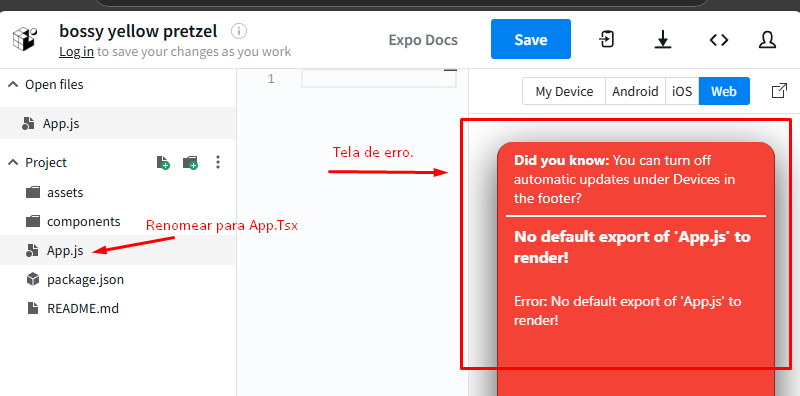 bossy yellow pretzel
Log in to save your changes as you work
Expo Docs
Save
Open files
App.js
Project
assets
components
App.js
package.json
README.md
1
My Device
Android
iOS
Web
Tela de erro.
Renomear para App.Tsx
Did you know: You can turn off
automatic updates under Devices in
the footer?
No default export of 'App.js' to
render!
Error: No default export of 'App.js' to
render!